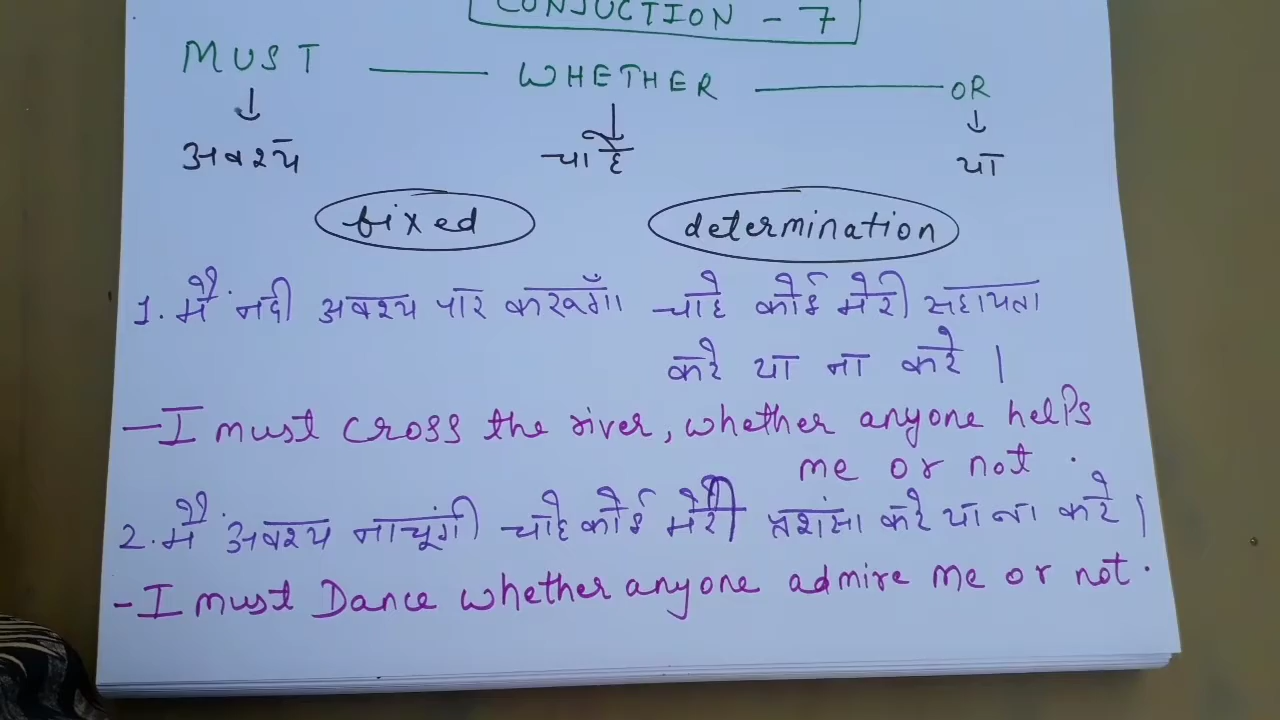 CONJUCTION - 7
MUST — WHETHER — OR
अवश्य चाहे या
fixed determination
1. मैं नदी अवश्य पार करूंगा चाहे कोई मेरी सहायता
करे या ना करे |
- I must cross the river, whether anyone helps
me or not .
2. मैं अवश्य नाचूंगी चाहे कोई मेरी प्रशंसा करे या ना करे |
- I must Dance whether anyone admire me or not .